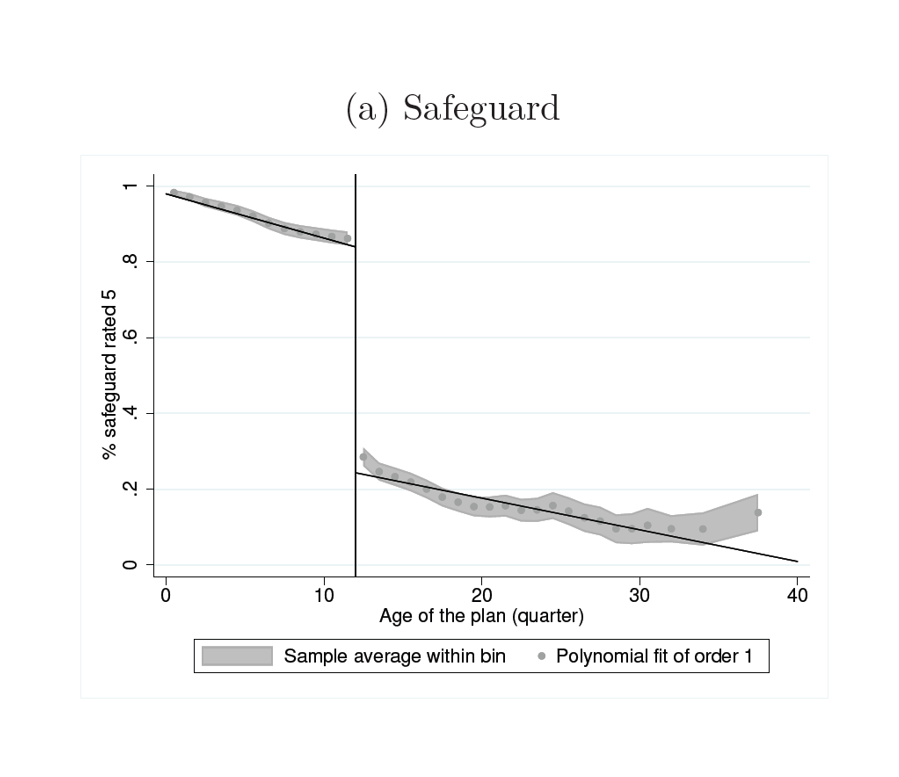 (a) Safeguard
% safeguard rated 5
1
.8
.6
.4
.2
0
0 10 20 30 40
Age of the plan (quarter)
Sample average within bin Polynomial fit of order 1